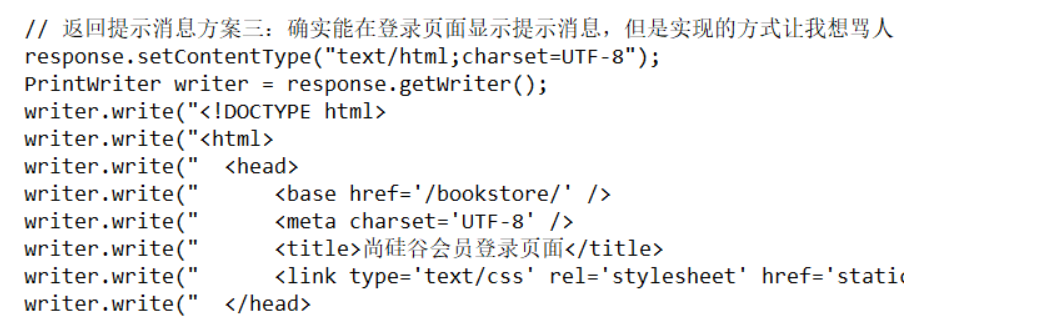 // 返回提示消息方案三：确实能在登录页面显示提示消息，但是实现的方式让我想骂人
response.setContentType("text/html;charset=UTF-8");
PrintWriter writer = response.getWriter();
writer.write("<!DOCTYPE html>
writer.write("<html>
writer.write("  <head>
writer.write("      <base href='/bookstore/' />
writer.write("      <meta charset='UTF-8' />
writer.write("      <title>尚硅谷会员登录页面</title>
writer.write("      <link type='text/css' rel='stylesheet' href='static
writer.write("  </head>